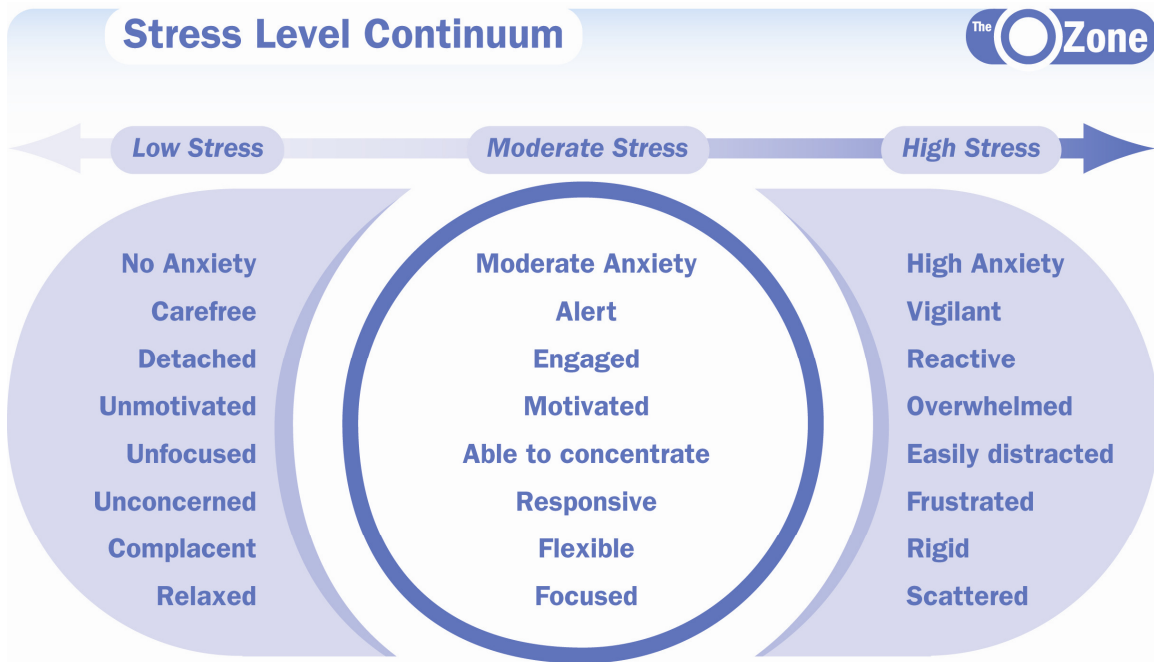 Stress Level Continuum
The O Zone
Low Stress
Moderate Stress
High Stress
No Anxiety
Carefree
Detached
Unmotivated
Unfocused
Unconcerned
Complacent
Relaxed
Moderate Anxiety
Alert
Engaged
Motivated
Able to concentrate
Responsive
Flexible
Focused
High Anxiety
Vigilant
Reactive
Overwhelmed
Easily distracted
Frustrated
Rigid
Scattered